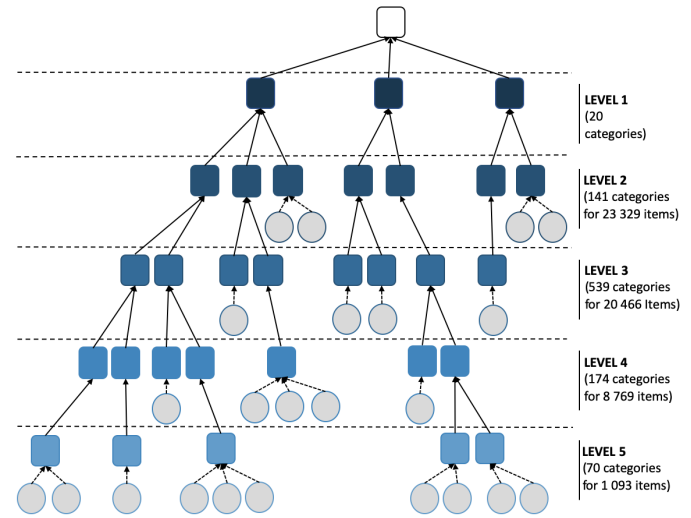 LEVEL 1
(20
categories)
LEVEL 2
(141 categories
for 23 329 items)
LEVEL 3
(539 categories
for 20 466 Items)
LEVEL 4
(174 categories
for 8 769 items)
LEVEL 5
(70 categories
for 1 093 items)